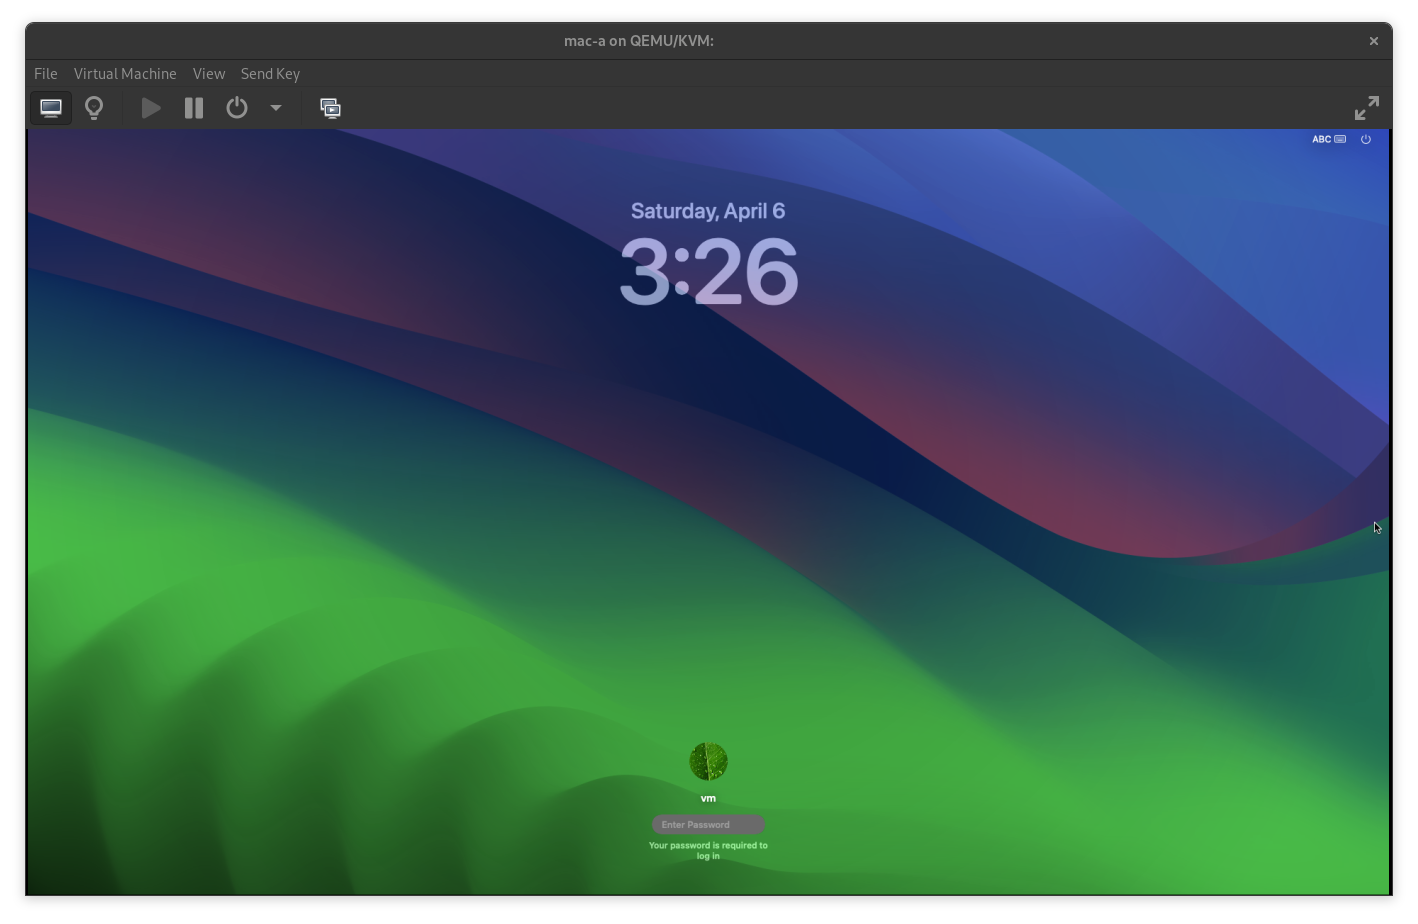 mac-a on QEMU/KVM:
File Virtual Machine View Send Key
ABC
Saturday, April 6
3:26
vm
Enter Password
Your password is required to
log in